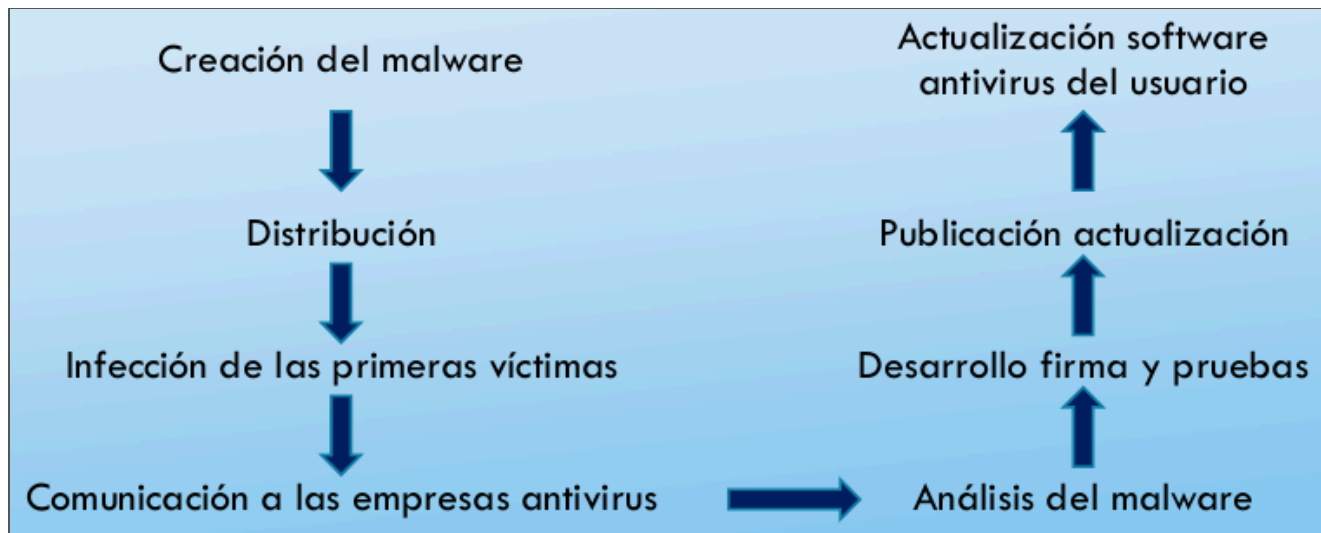 Creación del malware
Distribución
Infección de las primeras víctimas
Comunicación a las empresas antivirus
Análisis del malware
Desarrollo firma y pruebas
Publicación actualización
Actualización software
antivirus del usuario